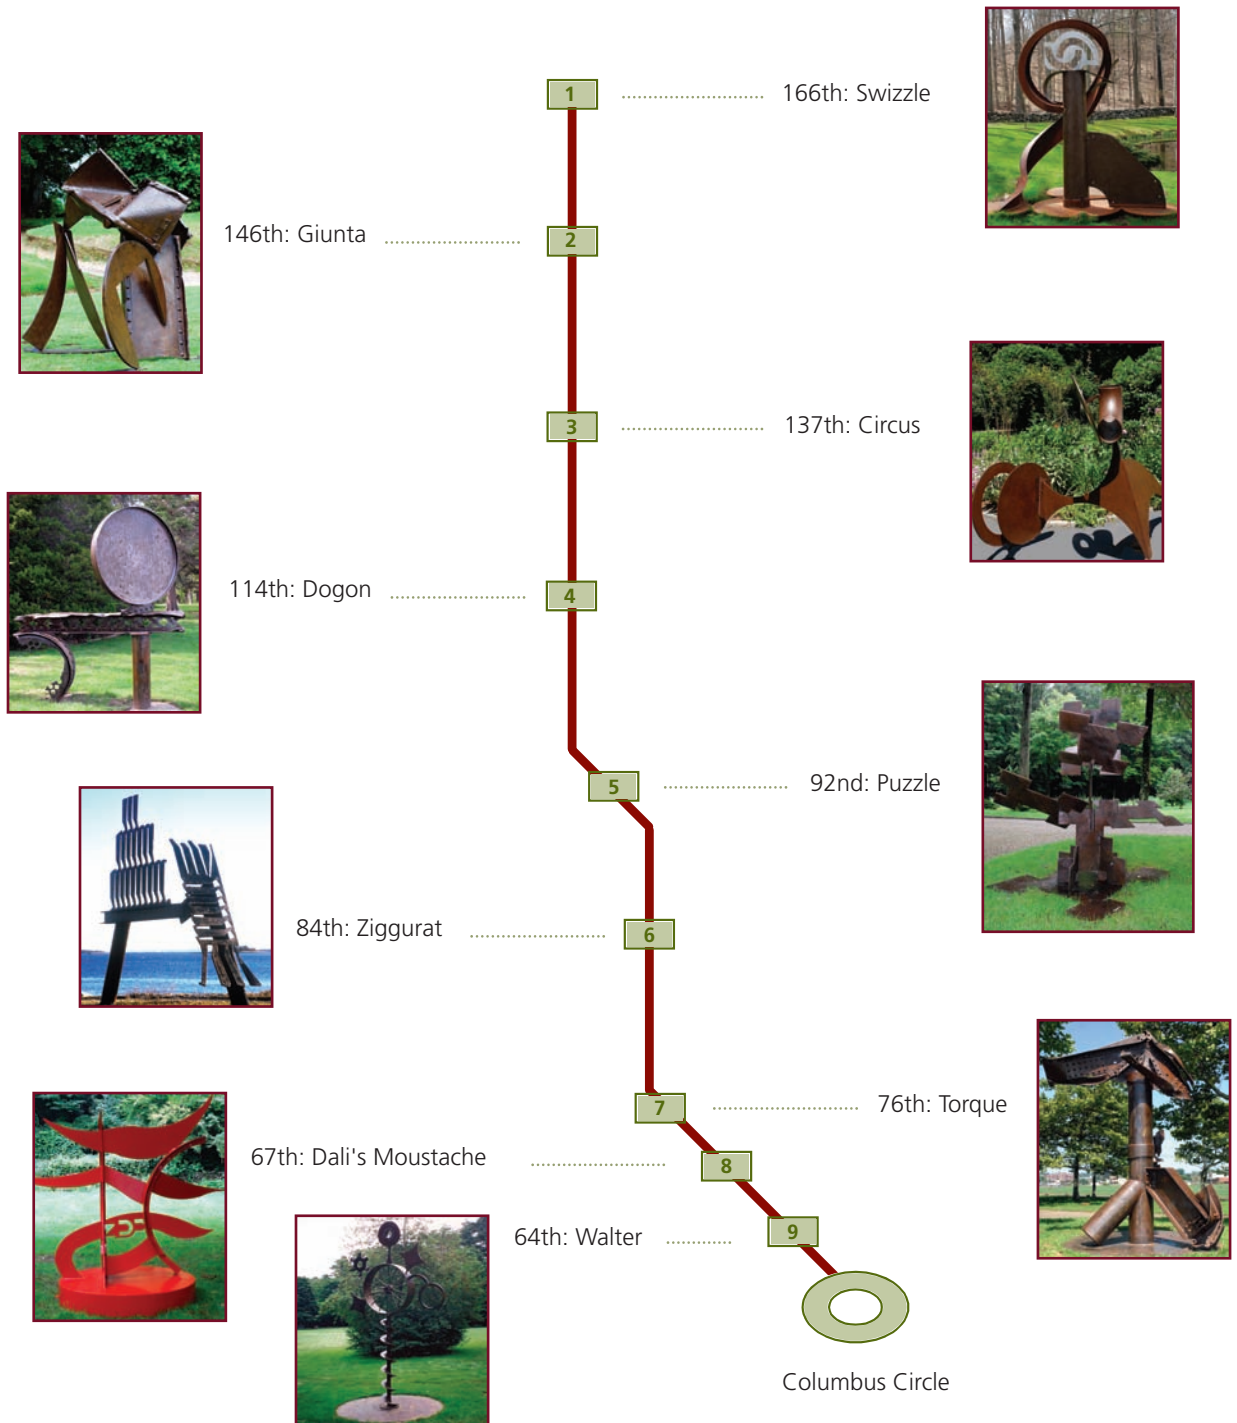 1
166th: Swizzle
146th: Giunta
2
3
137th: Circus
114th: Dogon
4
5
92nd: Puzzle
84th: Ziggurat
6
7
76th: Torque
67th: Dali's Moustache
8
64th: Walter
9
Columbus Circle